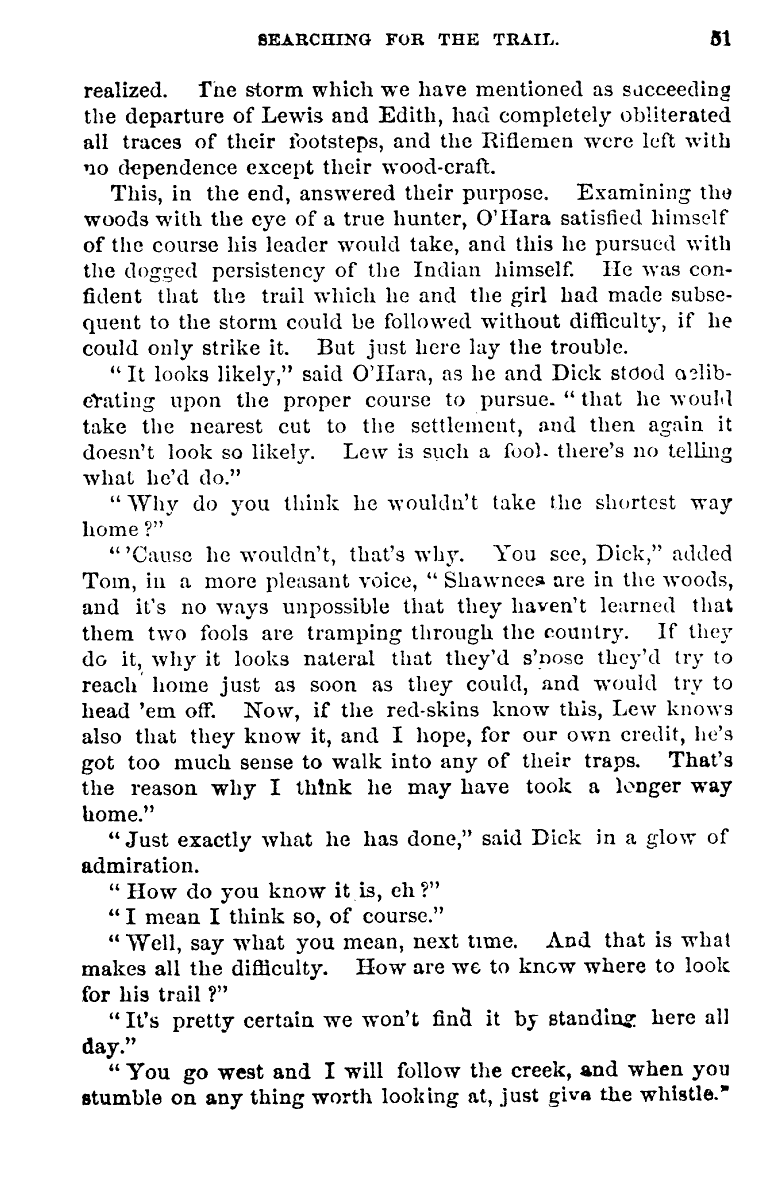 SEARCHING FOR THE TRAIL. 51
realized. The storm which we have mentioned as succeeding
the departure of Lewis and Edith, had completely obliterated
all traces of their footsteps, and the Riflemen were left with
no dependence except their wood-craft.
This, in the end, answered their purpose. Examining the
woods with the eye of a true hunter, O'Hara satisfied himself
of the course his leader would take, and this he pursued with
the dogged persistency of the Indian himself. He was con-
fident that the trail which he and the girl had made subse-
quent to the storm could be followed without difficulty, if he
could only strike it. But just here lay the trouble.
"It looks likely," said O'Hara, as he and Dick stood delib-
erating upon the proper course to pursue. "that he would
take the nearest cut to the settlement, and then again it
doesn't look so likely. Lew is such a fool. there's no telling
what he'd do."
"Why do you think he wouldn't take the shortest way
home?"
"'Cause he wouldn't, that's why. You see, Dick," added
Tom, in a more pleasant voice, "Shawnees are in the woods,
and it's no ways unpossible that they haven't learned that
them two fools are tramping through the country. If they
do it, why it looks nateral that they'd s'pose they'd try to
reach home just as soon as they could, and would try to
head 'em off. Now, if the red-skins know this, Lew knows
also that they know it, and I hope, for our own credit, he's
got too much sense to walk into any of their traps. That's
the reason why I think he may have took a longer way
home."
"Just exactly what he has done," said Dick in a glow of
admiration.
"How do you know it is, eh?"
"I mean I think so, of course."
"Well, say what you mean, next time. And that is what
makes all the difficulty. How are we to know where to look
for his trail?"
"It's pretty certain we won't find it by standing here all
day."
"You go west and I will follow the creek, and when you
stumble on any thing worth looking at, just give the whistle."